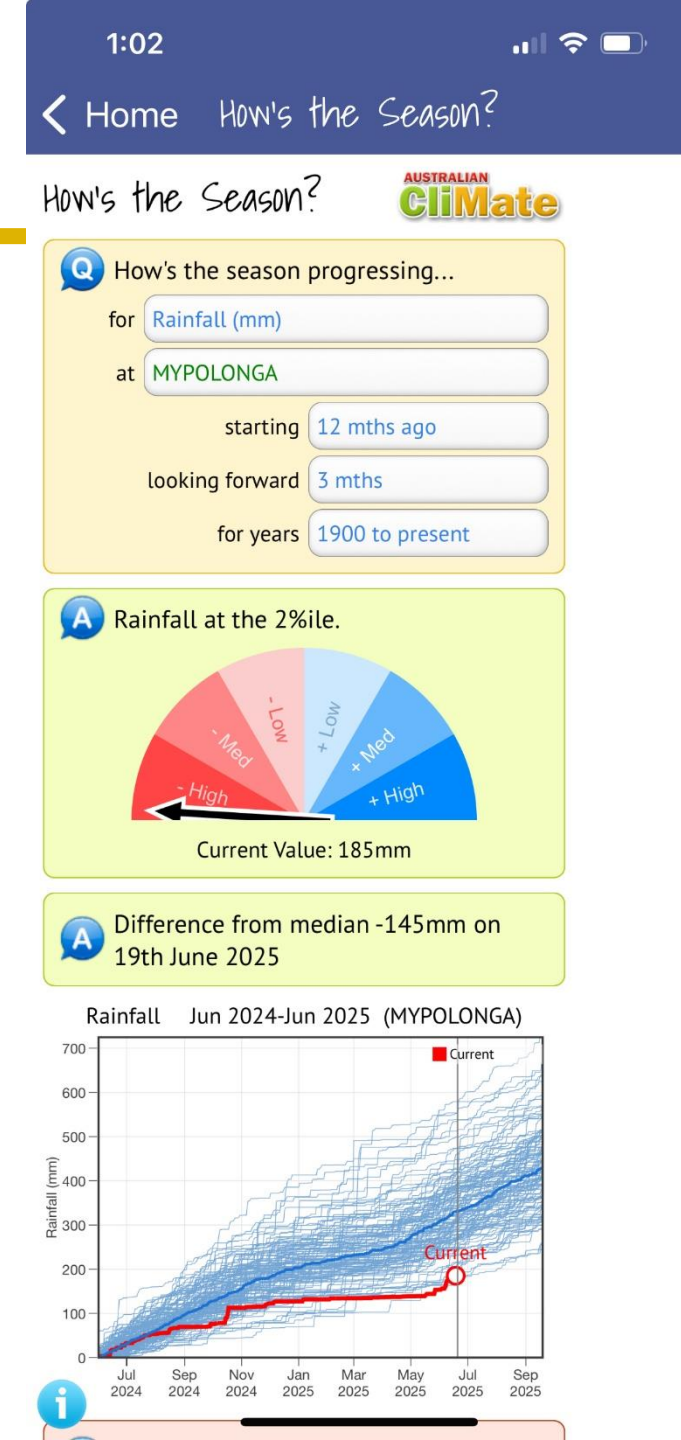 1:02
Home How's the Season?
How's the Season?
AUSTRALIAN
CliMate
Q How's the season progressing...
for Rainfall (mm)
at MYPOLONGA
starting 12 mths ago
looking forward 3 mths
for years 1900 to present
A Rainfall at the 2%ile.
- High
- Med
- Low
+ Low
+ Med
+ High
Current Value: 185mm
A Difference from median -145mm on
19th June 2025
Rainfall Jun 2024-Jun 2025 (MYPOLONGA)
Current
Rainfall (mm)
700
600
500
400
300
200
100
0
Current
Jul Sep Nov Jan Mar May Jul Sep
2024 2024 2024 2025 2025 2025 2025 2025
i